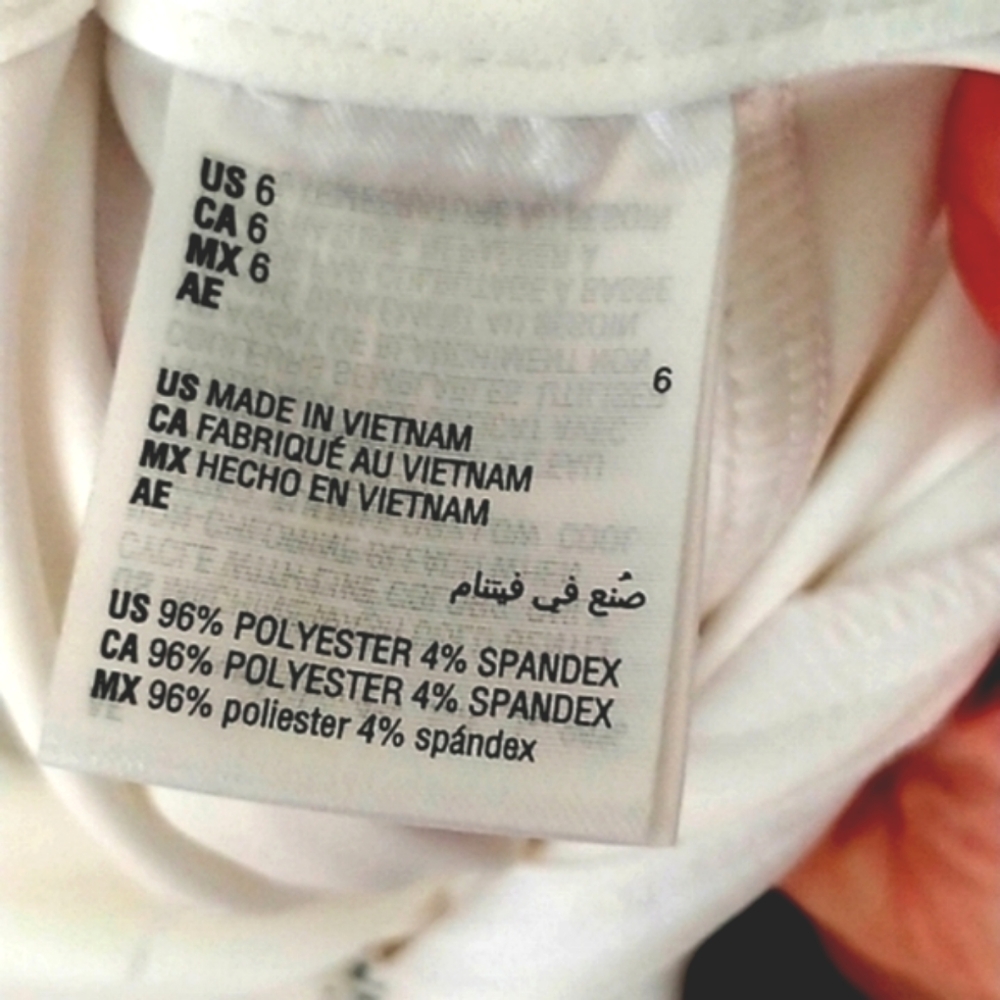 US 6
CA 6
MX 6
AE
6
US MADE IN VIETNAM
CA FABRIQUÉ AU VIETNAM
MX HECHO EN VIETNAM
AE
صُنع في فيتنام
US 96% POLYESTER 4% SPANDEX
CA 96% POLYESTER 4% SPANDEX
MX 96% poliester 4% spándex